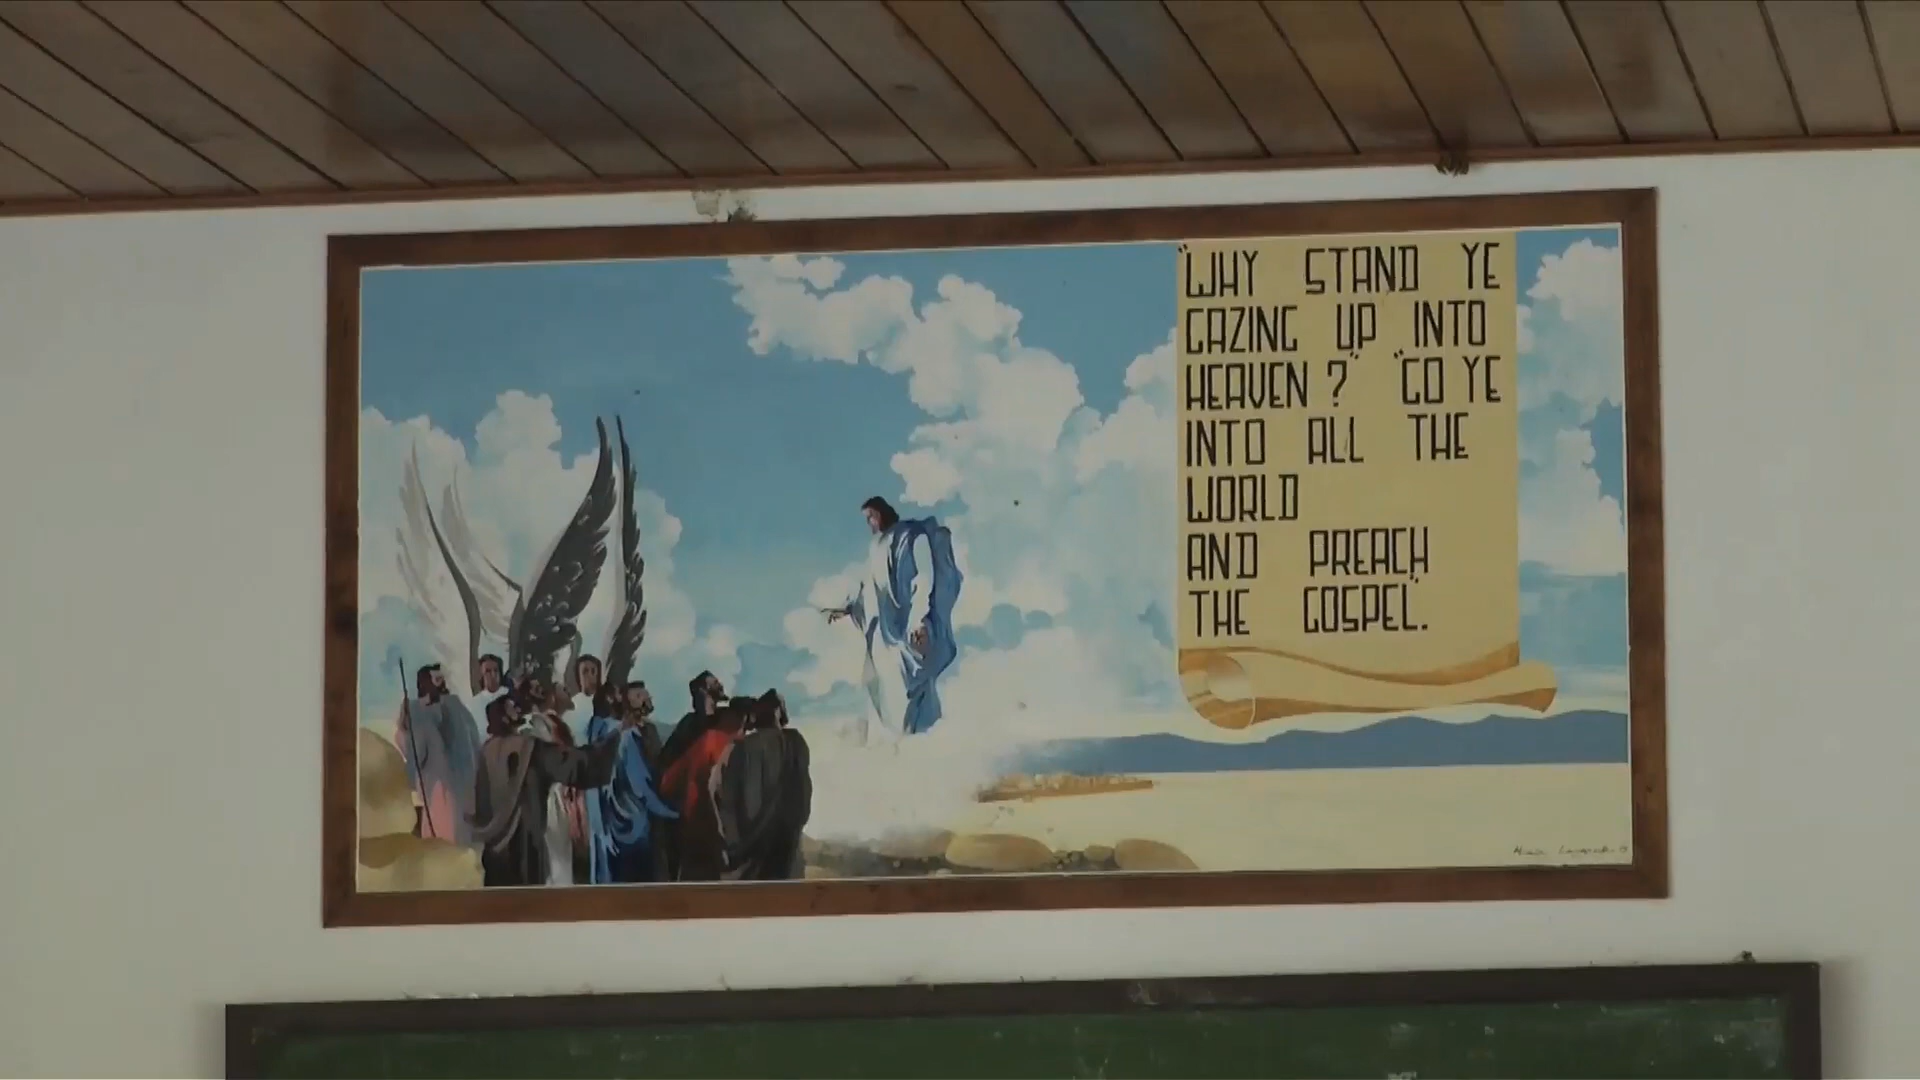 "WHY STAND YE
GAZING UP INTO
HEAVEN?" "GO YE
INTO ALL THE
WORLD
AND PREACH
THE GOSPEL".